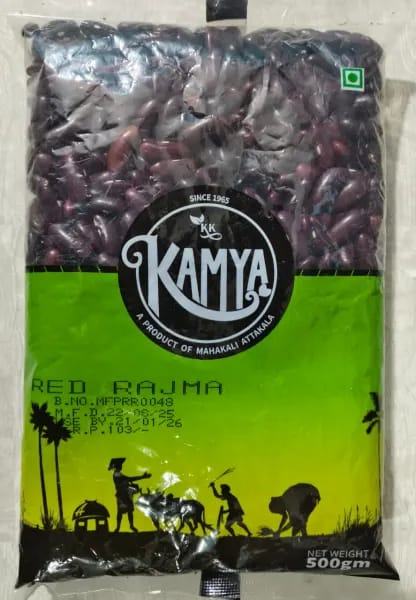 SINCE 1965
KK
KAMYA
A PRODUCT OF MAHAKALI ATTAKALA
RED RAJMA
B.NO.MFPRR0048
M.F.D.22/08/25
USE BY.21/01/26
M.R.P.103/-
NET WEIGHT
500gm